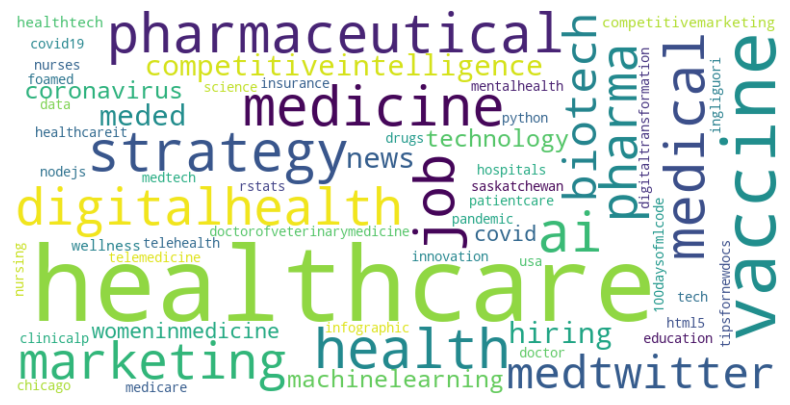 healthtech
pharmaceutical
competitivemarketing
covid19
nurses
competitiveintelligence
foamed
science
insurance
mentalhealth
coronavirus
data
meded
medicine
python
biotech
pharma
digitaltransformation
medical
ingliguori
vaccine
healthcareit
strategy
news
drugs
technology
nodejs
medtech
rstats
job
hospitals
saskatchewan
patientcare
digitalhealth
doctorofveterinarymedicine
pandemic
covid
ai
100daysofmlcode
wellness
telehealth
telemedicine
innovation
usa
nursing
healthcare
tech
html5
education
tipsfornewdocs
clinicalp
womeninmedicine
infographic
health
hiring
doctor
marketing
machinelearning
medtwitter
chicago
medicare